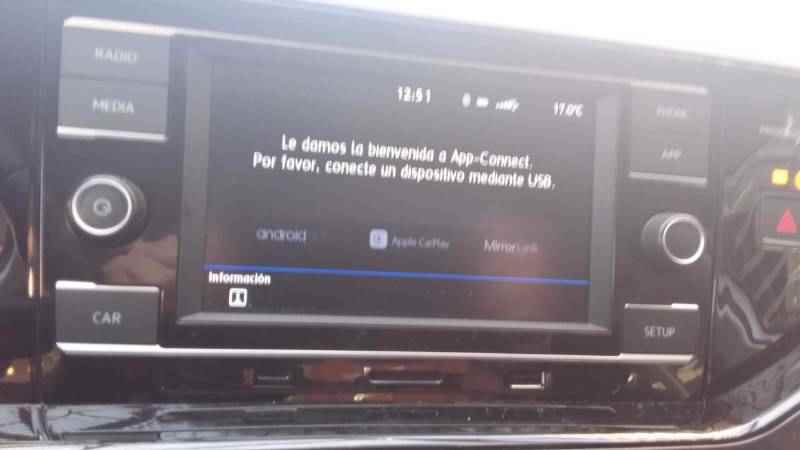 RADIO
MEDIA
12:51
17.0°C
PHONE
APP
Le damos la bienvenida a App-Connect.
Por favor, conecte un dispositivo mediante USB.
android
Apple CarPlay
MirrorLink
Información
CAR
SETUP